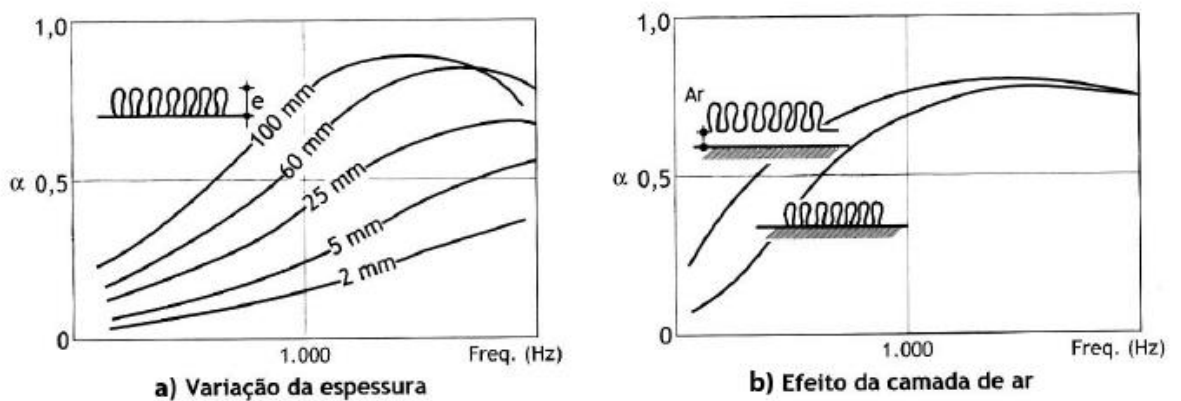 1,0
e
100 mm
60 mm
α 0,5
25 mm
5 mm
2 mm
0
1.000
Freq. (Hz)
a) Variação da espessura
1,0
Ar
0,5
0
1.000
Freq. (Hz)
b) Efeito da camada de ar